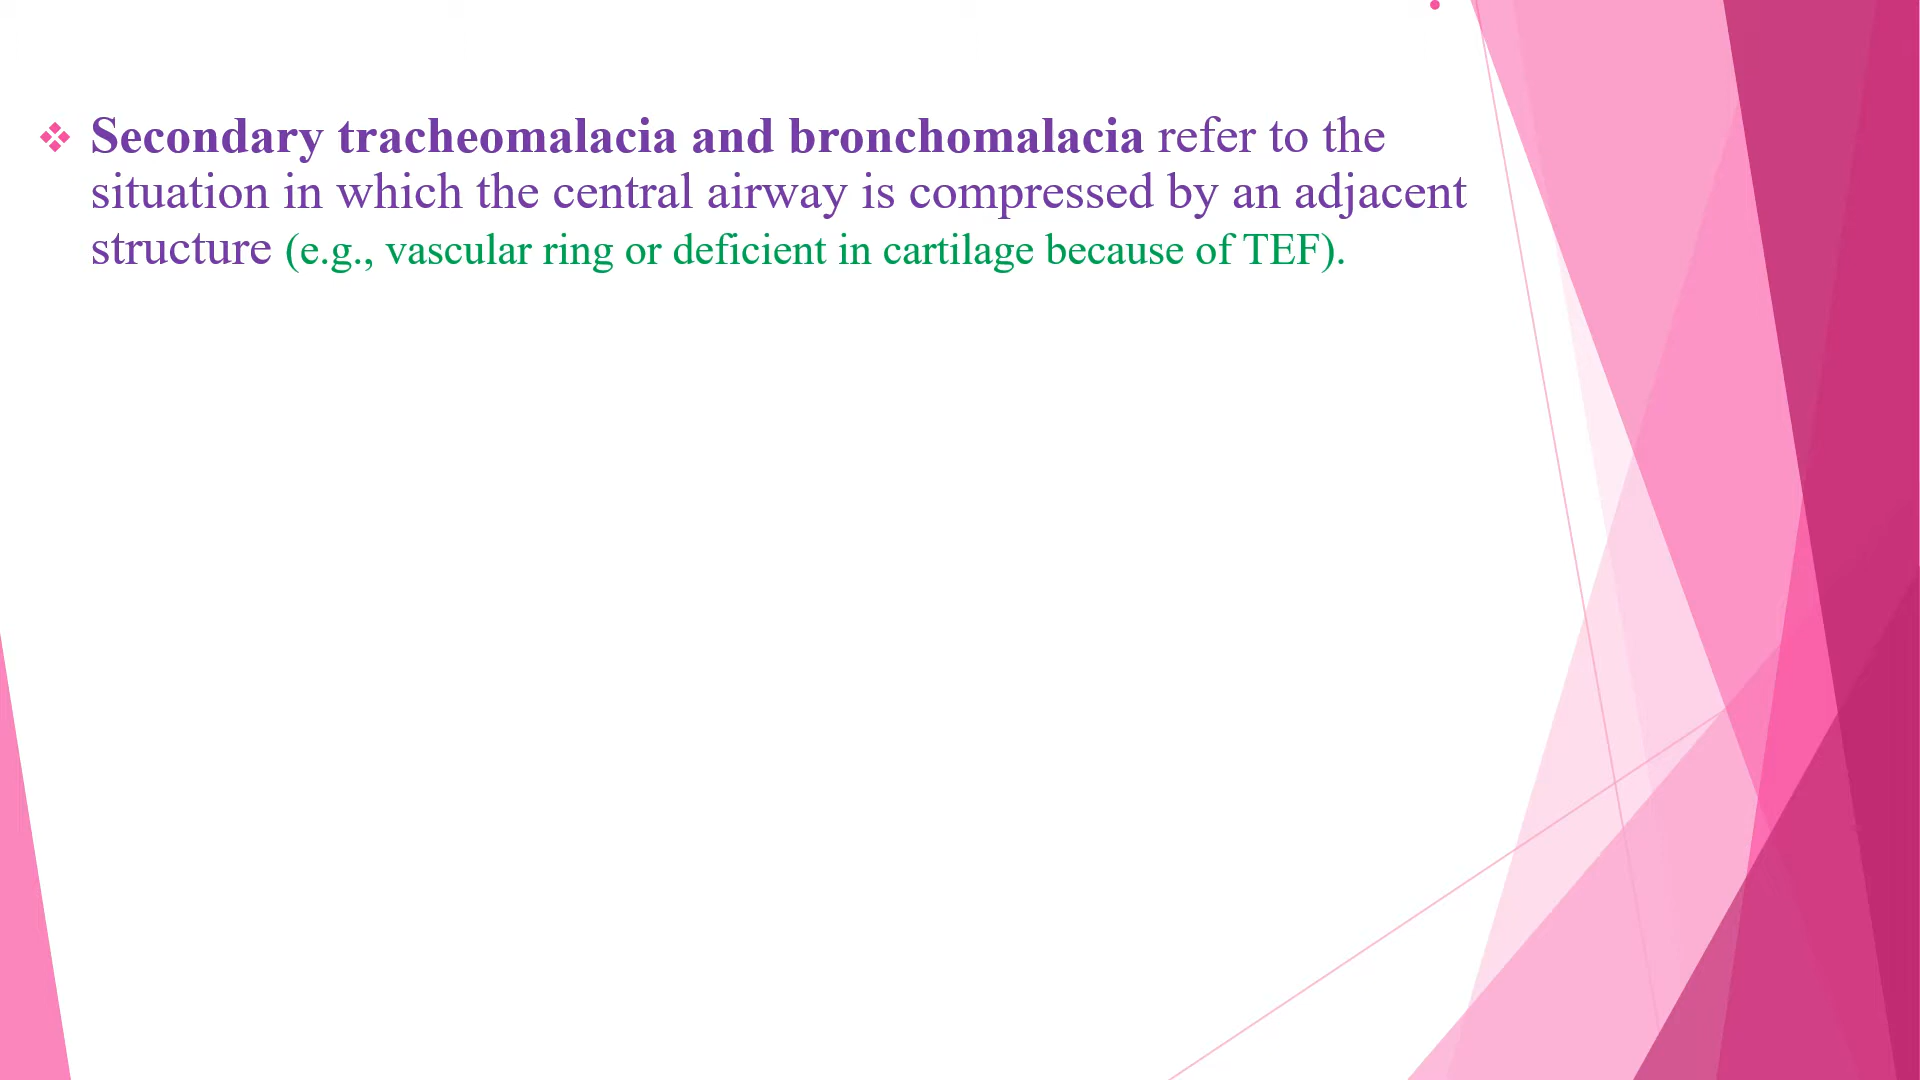 Secondary tracheomalacia and bronchomalacia refer to the
situation in which the central airway is compressed by an adjacent
structure (e.g., vascular ring or deficient in cartilage because of TEF).